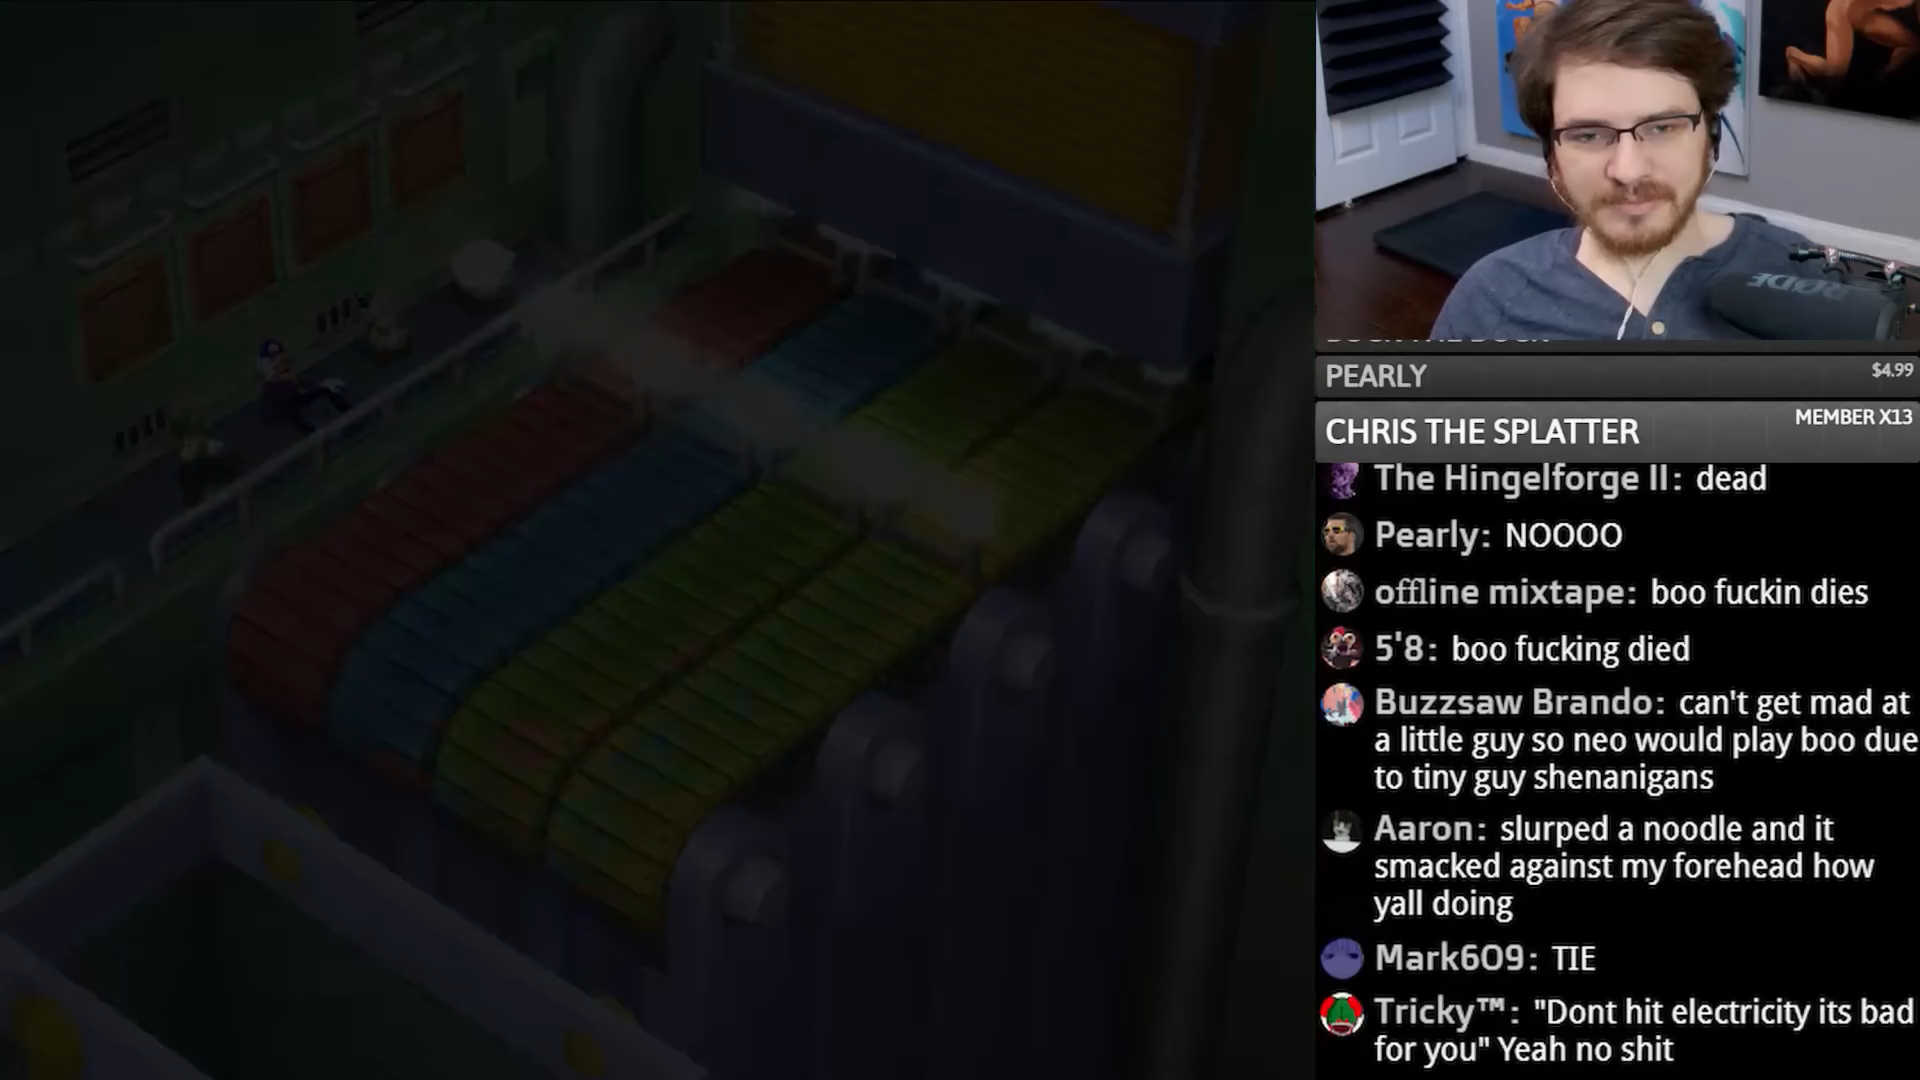 RØDE
PEARLY $4.99
CHRIS THE SPLATTER MEMBER X13
The Hingelforge II: dead
Pearly: NOOOO
offline mixtape: boo fuckin dies
5'8: boo fucking died
Buzzsaw Brando: can't get mad at
a little guy so neo would play boo due
to tiny guy shenanigans
Aaron: slurped a noodle and it
smacked against my forehead how
yall doing
Mark609: TIE
Tricky™: "Dont hit electricity its bad
for you" Yeah no shit